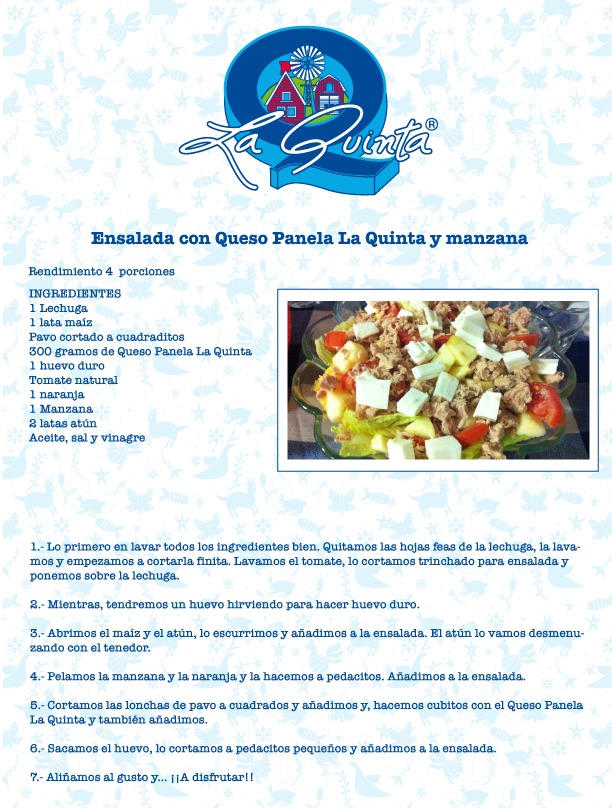 La Quinta®
Ensalada con Queso Panela La Quinta y manzana
Rendimiento 4 porciones
INGREDIENTES
1 Lechuga
1 lata maíz
Pavo cortado a cuadraditos
300 gramos de Queso Panela La Quinta
1 huevo duro
Tomate natural
1 naranja
1 Manzana
2 latas atún
Aceite, sal y vinagre
1.- Lo primero en lavar todos los ingredientes bien. Quitamos las hojas feas de la lechuga, la lava-
mos y empezamos a cortarla finita. Lavamos el tomate, lo cortamos trinchado para ensalada y
ponemos sobre la lechuga.
2.- Mientras, tendremos un huevo hirviendo para hacer huevo duro.
3.- Abrimos el maíz y el atún, lo escurrimos y añadimos a la ensalada. El atún lo vamos desmenu-
zando con el tenedor.
4.- Pelamos la manzana y la naranja y la hacemos a pedacitos. Añadimos a la ensalada.
5.- Cortamos las lonchas de pavo a cuadrados y añadimos y, hacemos cubitos con el Queso Panela
La Quinta y también añadimos.
6.- Sacamos el huevo, lo cortamos a pedacitos pequeños y añadimos a la ensalada.
7.- Aliñamos al gusto y... ¡¡A disfrutar!!